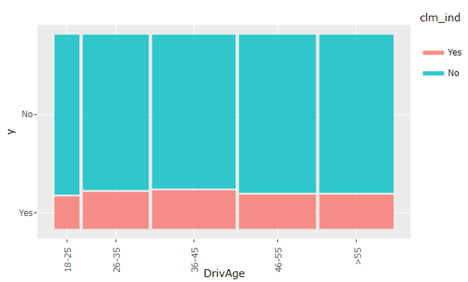 clm_ind
Yes
No
y
No
Yes
18-25
26-35
36-45
46-55
>55
DrivAge